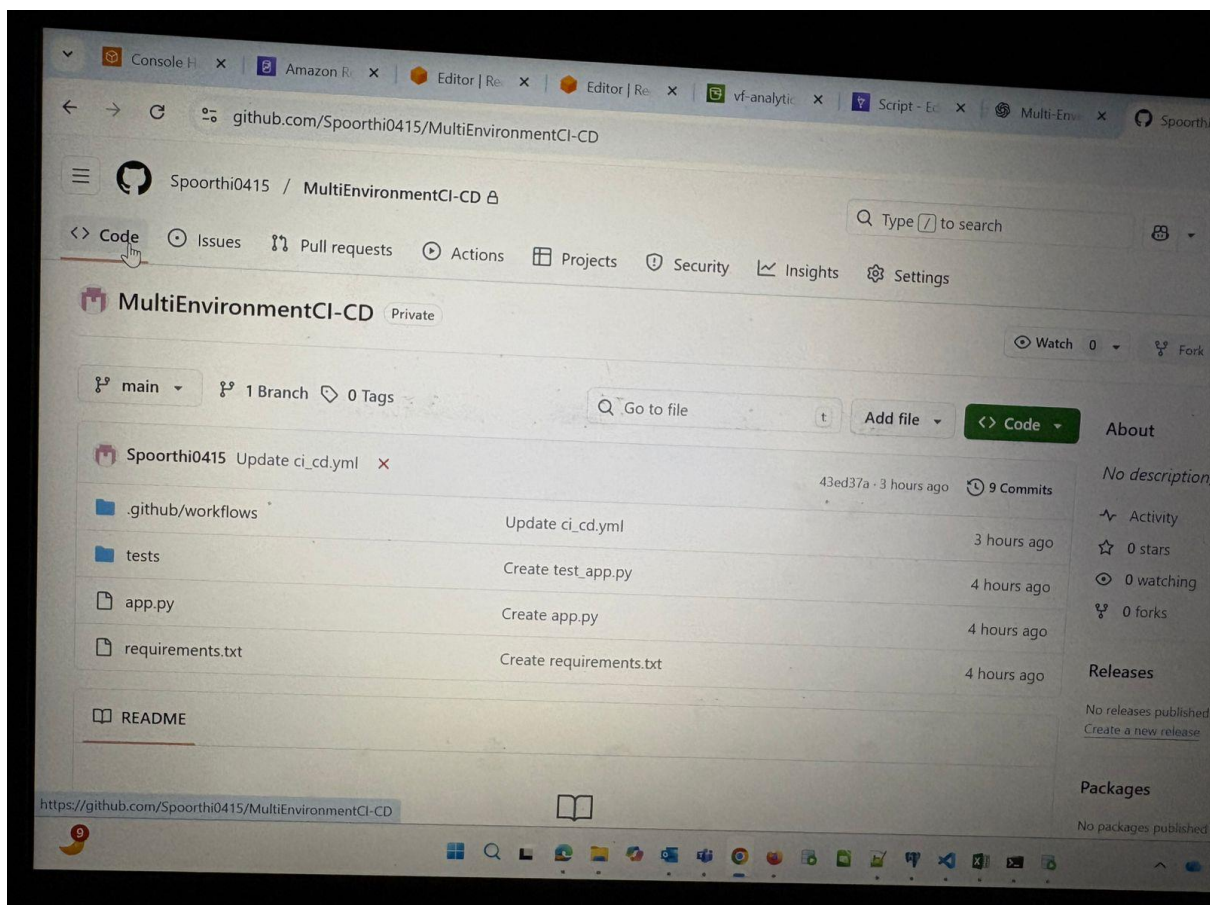 Console H
Amazon R
Editor | Re
Editor | Re
vf-analytic
Script - Ed
Multi-Env
Spoorth
github.com/Spoorthi0415/MultiEnvironmentCI-CD
Spoorthi0415 / MultiEnvironmentCI-CD
Type / to search
<> Code
Issues
Pull requests
Actions
Projects
Security
Insights
Settings
MultiEnvironmentCI-CD Private
Watch 0
Fork
main
1 Branch
0 Tags
Go to file
t
Add file
<> Code
About
Spoorthi0415 Update ci_cd.yml
43ed37a · 3 hours ago
9 Commits
No description,
.github/workflows
Update ci_cd.yml
3 hours ago
Activity
tests
Create test_app.py
4 hours ago
0 stars
app.py
Create app.py
4 hours ago
0 watching
requirements.txt
Create requirements.txt
4 hours ago
0 forks
README
Releases
No releases published
Create a new release
Packages
No packages published
https://github.com/Spoorthi0415/MultiEnvironmentCI-CD
9